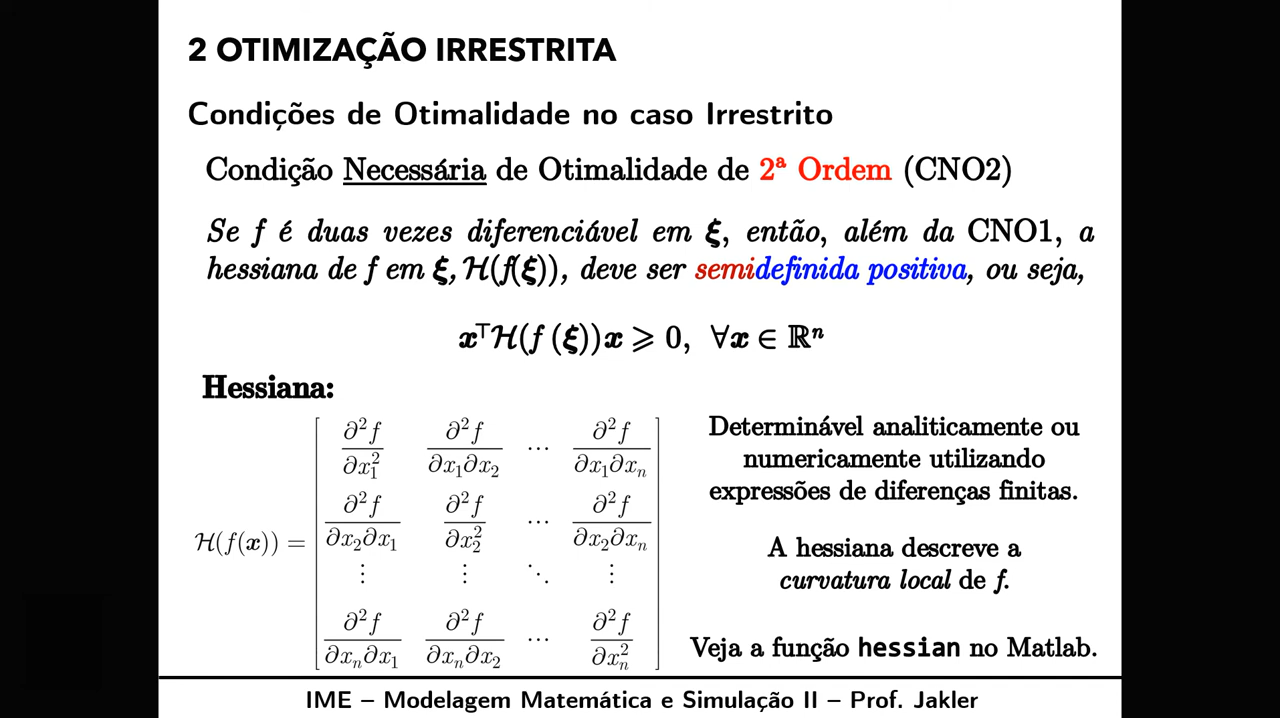 2 OTIMIZAÇÃO IRRESTRITA
Condições de Otimalidade no caso Irrestrito
Condição Necessária de Otimalidade de 2ª Ordem (CNO2)
Se f é duas vezes diferenciável em ξ, então, além da CNO1, a
hessiana de f em ξ, ℋ(f(ξ)), deve ser semidefinida positiva, ou seja,
x⊤ℋ(f (ξ))x ⩾ 0, ∀x ∈ ℝⁿ
Hessiana:
ℋ(f(x)) =
∂²f/∂x₁² ∂²f/∂x₁∂x₂ ⋯ ∂²f/∂x₁∂xₙ
∂²f/∂x₂∂x₁ ∂²f/∂x₂² ⋯ ∂²f/∂x₂∂xₙ
⋮ ⋮ ⋱ ⋮
∂²f/∂xₙ∂x₁ ∂²f/∂xₙ∂x₂ ⋯ ∂²f/∂xₙ²
Determinável analiticamente ou
numericamente utilizando
expressões de diferenças finitas.
A hessiana descreve a
curvatura local de f.
Veja a função hessian no Matlab.
IME – Modelagem Matemática e Simulação II – Prof. Jakler